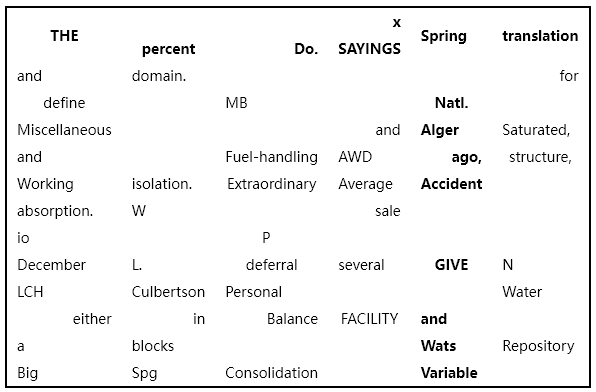 THE percent Do. x SAYINGS Spring translation
and domain. for
define MB Natl.
Miscellaneous and Alger Saturated,
and Fuel-handling AWD ago, structure,
Working isolation. Extraordinary Average Accident
absorption. W sale
io P
December L. deferral several GIVE N
LCH Culbertson Personal Water
either in Balance FACILITY and
a blocks Wats Repository
Big Spg Consolidation Variable